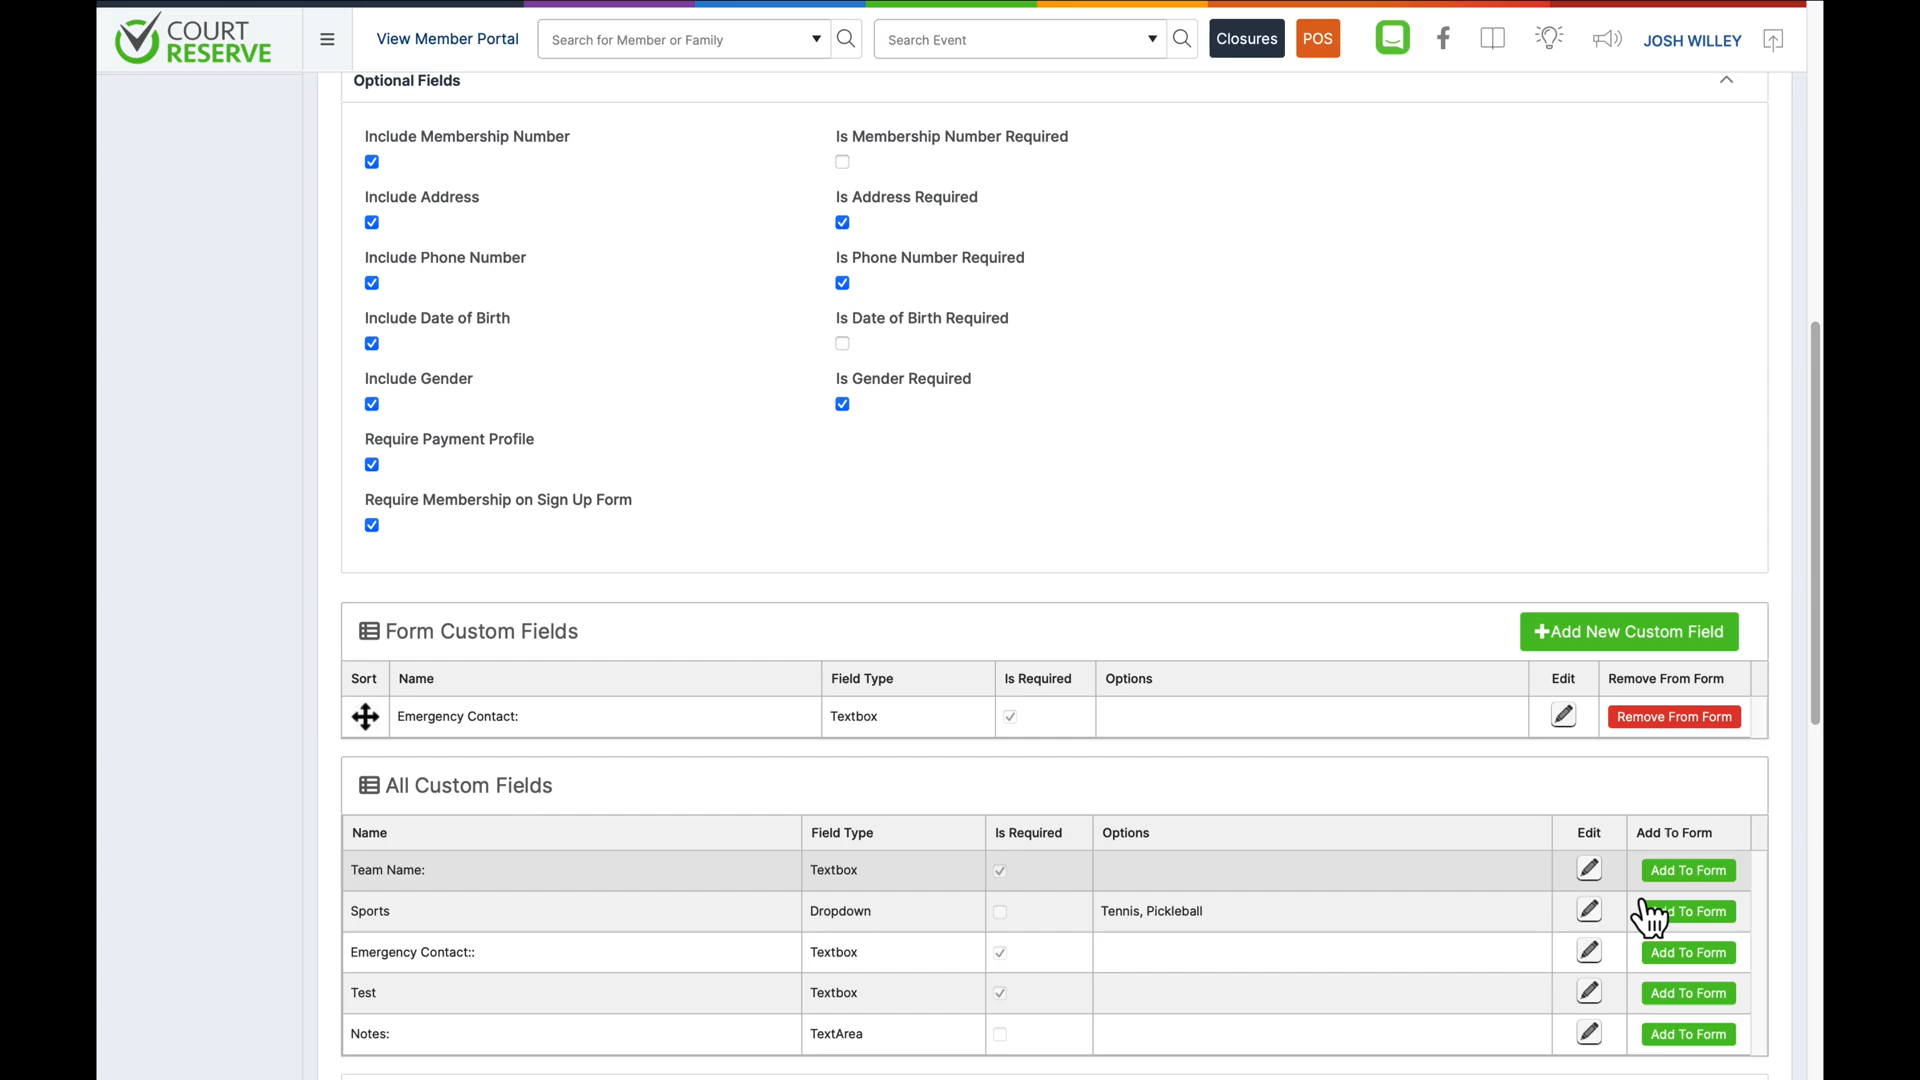 COURT
RESERVE
View Member Portal
Search for Member or Family
Search Event
Closures
POS
JOSH WILLEY
Optional Fields
Include Membership Number
Is Membership Number Required
Include Address
Is Address Required
Include Phone Number
Is Phone Number Required
Include Date of Birth
Is Date of Birth Required
Include Gender
Is Gender Required
Require Payment Profile
Require Membership on Sign Up Form
Form Custom Fields
Add New Custom Field
Sort Name Field Type Is Required Options Edit Remove From Form
Emergency Contact: Textbox Remove From Form
All Custom Fields
Name Field Type Is Required Options Edit Add To Form
Team Name: Textbox Add To Form
Sports Dropdown Tennis, Pickleball To Form
Emergency Contact:: Textbox Add To Form
Test Textbox Add To Form
Notes: TextArea Add To Form